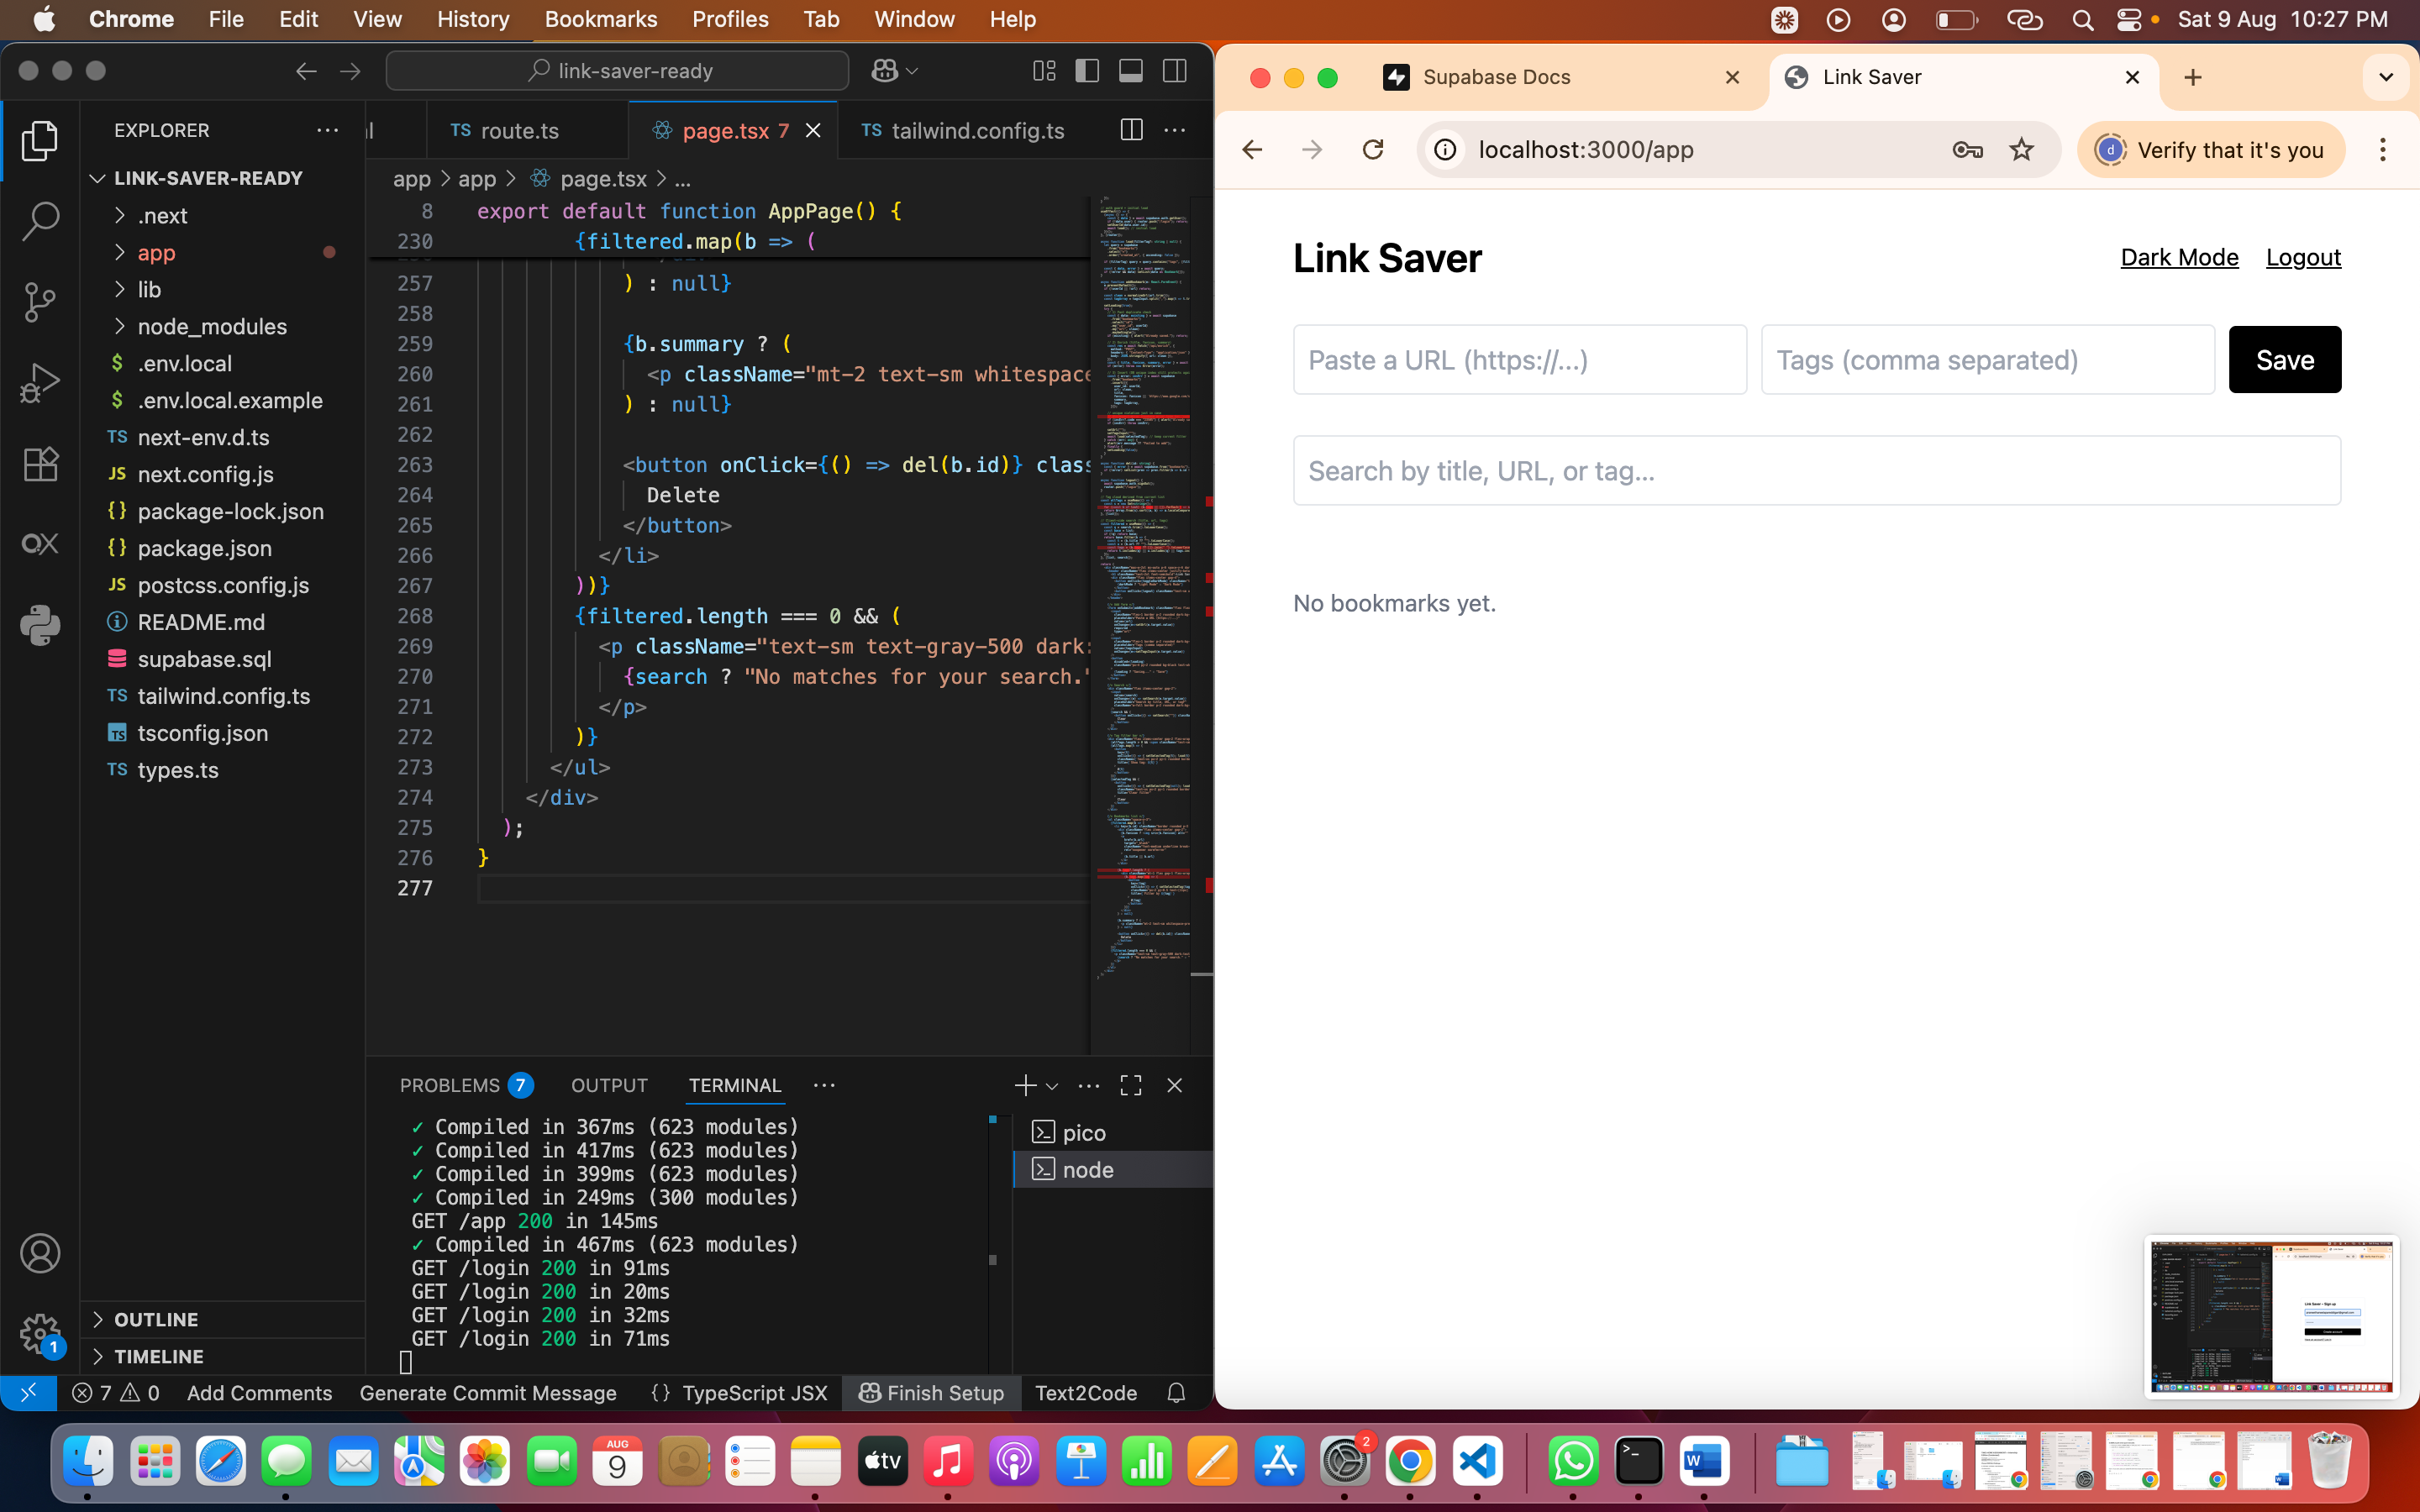 Chrome File Edit View History Bookmarks Profiles Tab Window Help Sat 9 Aug 10:27 PM
link-saver-ready
EXPLORER
LINK-SAVER-READY
.next
app
lib
node_modules
$ .env.local
$ .env.local.example
TS next-env.d.ts
JS next.config.js
{} package-lock.json
{} package.json
JS postcss.config.js
README.md
supabase.sql
TS tailwind.config.ts
TS tsconfig.json
TS types.ts
OUTLINE
TIMELINE
TS route.ts page.tsx 7 TS tailwind.config.ts
app > app > page.tsx > ...
8 export default function AppPage() {
230 {filtered.map(b => (
257 ) : null}
258
259 {b.summary ? (
260 <p className="mt-2 text-sm whitespace
261 ) : null}
262
263 <button onClick={() => del(b.id)} clas
264 Delete
265 </button>
266 </li>
267 ))}
268 {filtered.length === 0 && (
269 <p className="text-sm text-gray-500 dark:
270 {search ? "No matches for your search."
271 </p>
272 )}
273 </ul>
274 </div>
275 );
276 }
277
PROBLEMS 7 OUTPUT TERMINAL
✓ Compiled in 367ms (623 modules)
✓ Compiled in 417ms (623 modules)
✓ Compiled in 399ms (623 modules)
✓ Compiled in 249ms (300 modules)
GET /app 200 in 145ms
✓ Compiled in 467ms (623 modules)
GET /login 200 in 91ms
GET /login 200 in 20ms
GET /login 200 in 32ms
GET /login 200 in 71ms
pico
node
1
7 0 Add Comments Generate Commit Message {} TypeScript JSX Finish Setup Text2Code
Supabase Docs Link Saver
localhost:3000/app d Verify that it's you
Link Saver Dark Mode Logout
Paste a URL (https://...) Tags (comma separated) Save
Search by title, URL, or tag...
No bookmarks yet.
AUG
9
tv
2
W